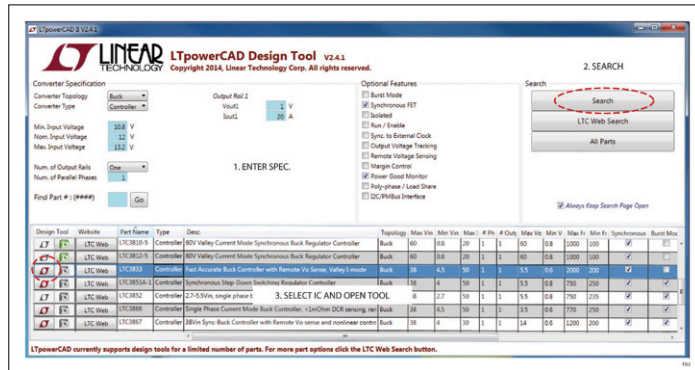 LTpowerCAD II V2.4.1
LINEAR TECHNOLOGY
LTpowerCAD Design Tool V2.4.1
Copyright 2014, Linear Technology Corp. All rights reserved.
2. SEARCH
Converter Specification
Converter Topology Buck
Converter Type Controller
Min. Input Voltage 10.8 V
Nom. Input Voltage 12 V
Max. Input Voltage 13.2 V
Num. of Output Rails One
Num. of Parallel Phases 1
Find Part # : (####) Go
Output Rail 1
Vout1 1 V
Iout1 20 A
1. ENTER SPEC.
Optional Features
Burst Mode
Synchronous FET
Isolated
Run / Enable
Sync. to External Clock
Output Voltage Tracking
Remote Voltage Sensing
Margin Control
Power Good Monitor
Poly-phase / Load Share
I2C/PMBus Interface
Search
Search
LTC Web Search
All Parts
Always Keep Search Page Open
Design Tool Website Part Name Type Desc. Topology Max Vin Min Vin Max I # Ph # Outp Max Vo Min V Max Fr Min Fr Synchronous Burst Mod
LTC Web LTC3810-5 Controller 60V Valley Current Mode Synchronous Buck Regulator Controller Buck 60 0.8 20 1 1 60 0.8 1000 100
LTC Web LTC3812-5 Controller 60V Valley Current Mode Synchronous Buck Regulator Controller Buck 60 0.8 20 1 1 60 0.8 1000 100
LTC Web LTC3833 Controller Fast Accurate Buck Controller with Remote Vo Sense, Valley I-mode Buck 38 4.5 50 1 1 5.5 0.6 2000 200
LTC Web LTC3851A-1 Controller Synchronous Step-Down Switching Regulator Controller Buck 38 4 50 1 1 5.5 0.8 750 250
LTC Web LTC3852 Controller 2.7-5.5Vin, single phase 3. SELECT IC AND OPEN TOOL 2.7 50 1 1 5.5 0.8 750 235
LTC Web LTC3866 Controller Single Phase Current Mode Buck Controller, <1mOhm DCR sensing, Buck 38 4.5 50 1 1 3.5 0.6 770 250
LTC Web LTC3867 Controller 38Vin Sync-Buck Controller with Remote Vo sense and nonlinear contro Buck 38 4 30 1 1 14 0.6 1200 200
LTpowerCAD currently supports design tools for a limited number of parts. For more part options click the LTC Web Search button.
F02